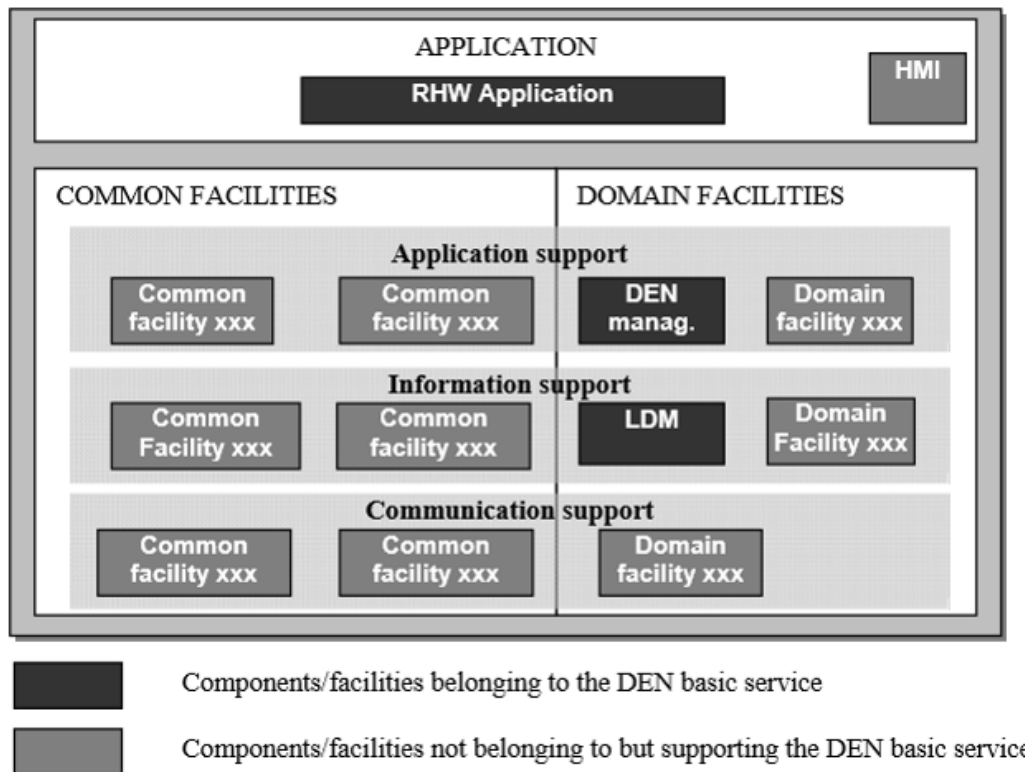 APPLICATION
RHW Application
HMI
COMMON FACILITIES
DOMAIN FACILITIES
Application support
Common
facility xxx
Common
facility xxx
DEN
manag.
Domain
facility xxx
Information support
Common
Facility xxx
Common
facility xxx
LDM
Domain
Facility xxx
Communication support
Common
facility xxx
Common
facility xxx
Domain
facility xxx
Components/facilities belonging to the DEN basic service
Components/facilities not belonging to but supporting the DEN basic service